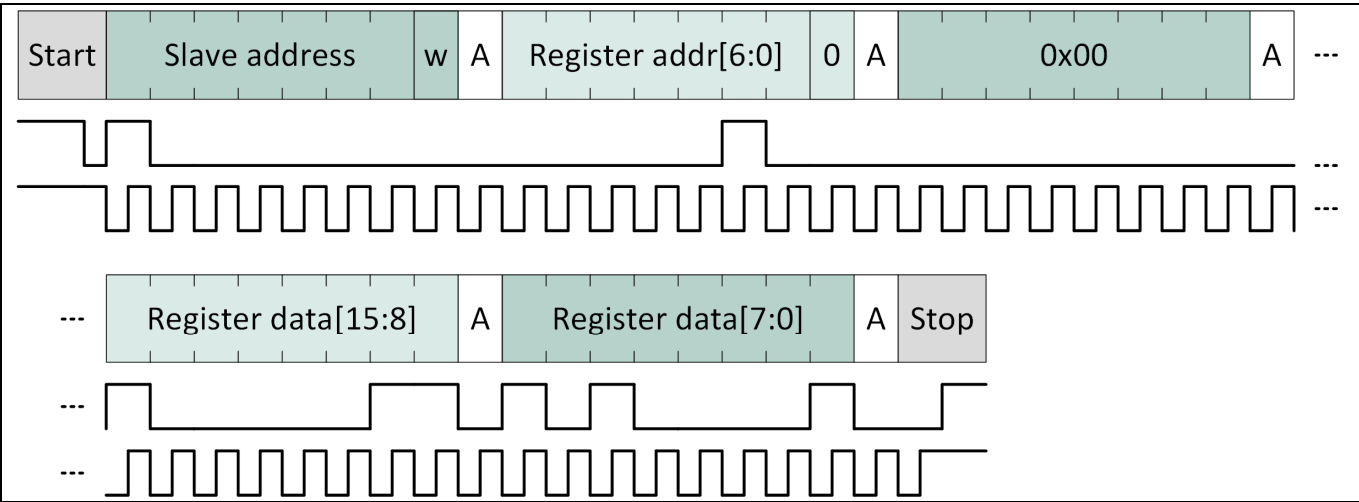 Start Slave address w A Register addr[6:0] 0 A 0x00 A ---
---
---
--- Register data[15:8] A Register data[7:0] A Stop
---
---